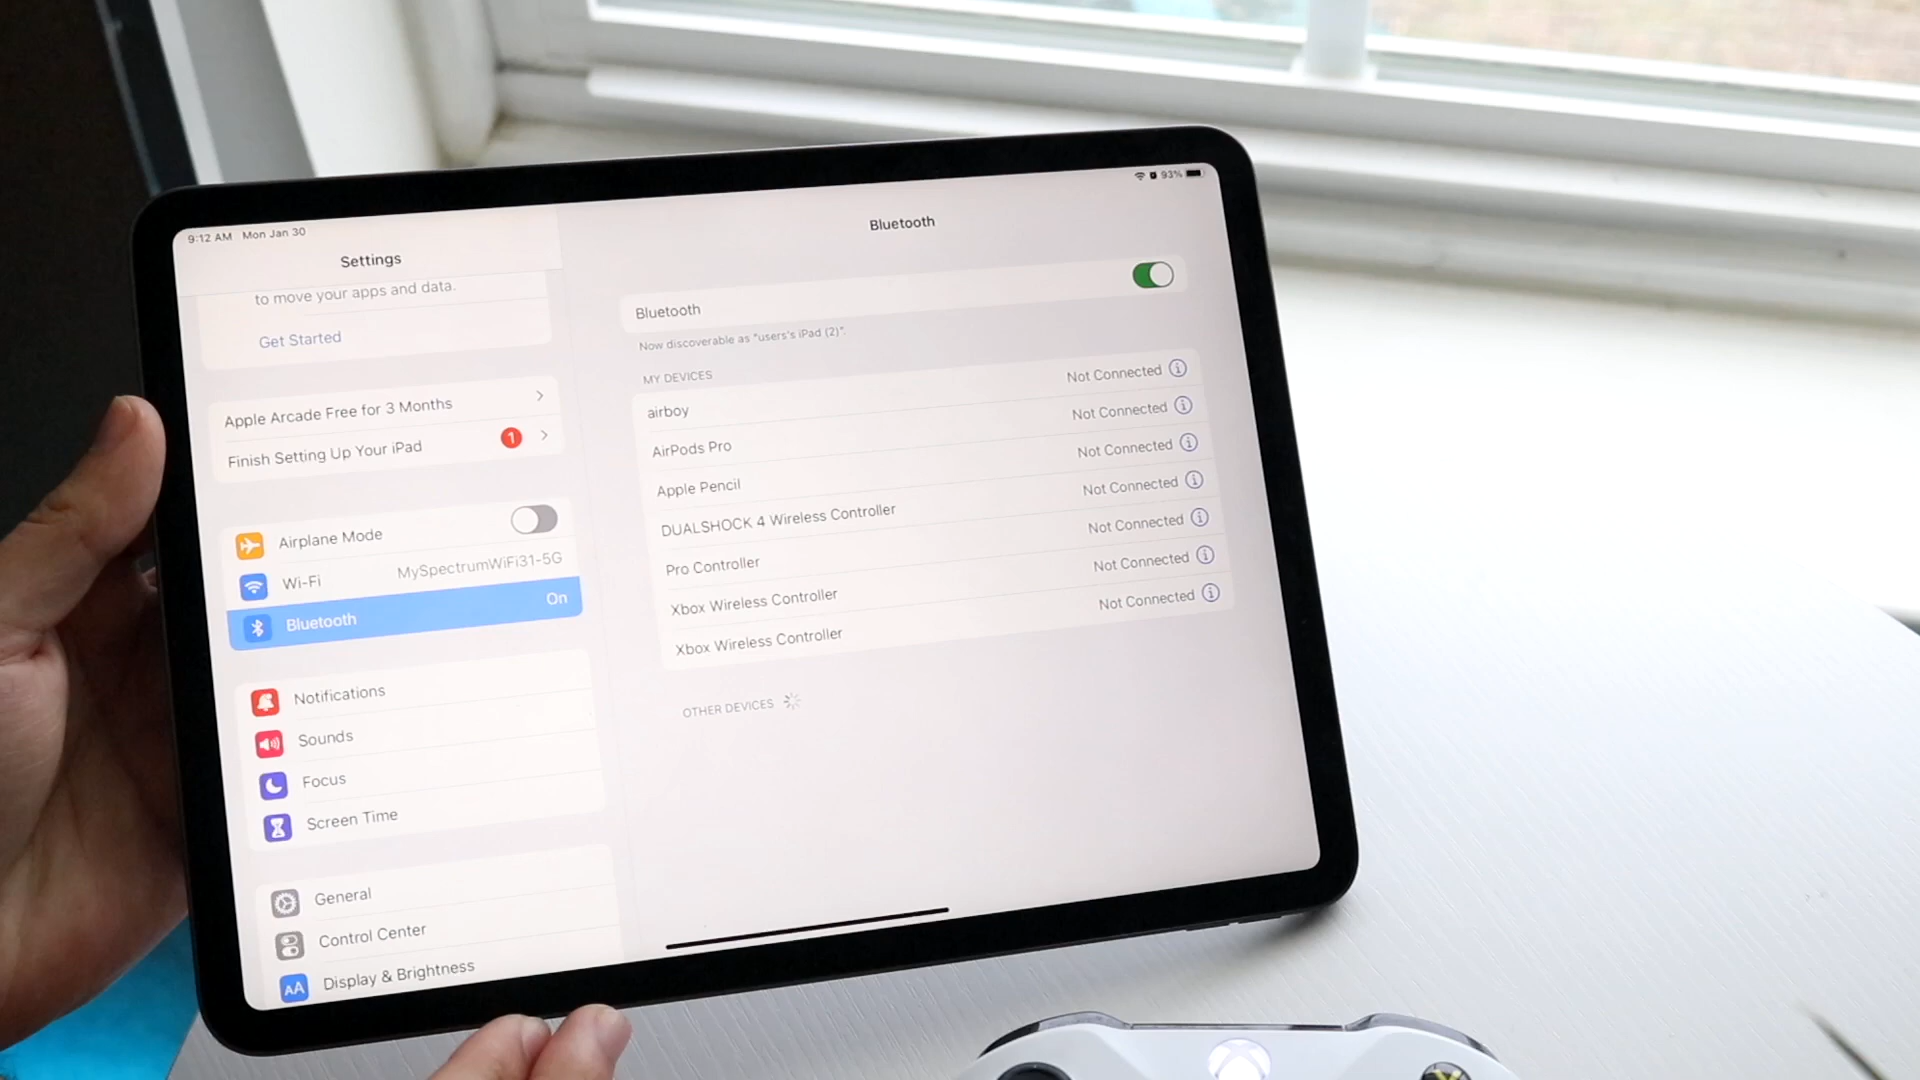 9:12 AM Mon Jan 30
93%
Settings
to move your apps and data.
Get Started
Apple Arcade Free for 3 Months
Finish Setting Up Your iPad 1
Airplane Mode
Wi-Fi MySpectrumWiFi31-5G
Bluetooth On
Notifications
Sounds
Focus
Screen Time
General
Control Center
AA Display & Brightness
Bluetooth
Bluetooth
Now discoverable as "users's iPad (2)".
MY DEVICES
airboy Not Connected
AirPods Pro Not Connected
Apple Pencil Not Connected
DUALSHOCK 4 Wireless Controller Not Connected
Pro Controller Not Connected
Xbox Wireless Controller Not Connected
Xbox Wireless Controller Not Connected
OTHER DEVICES